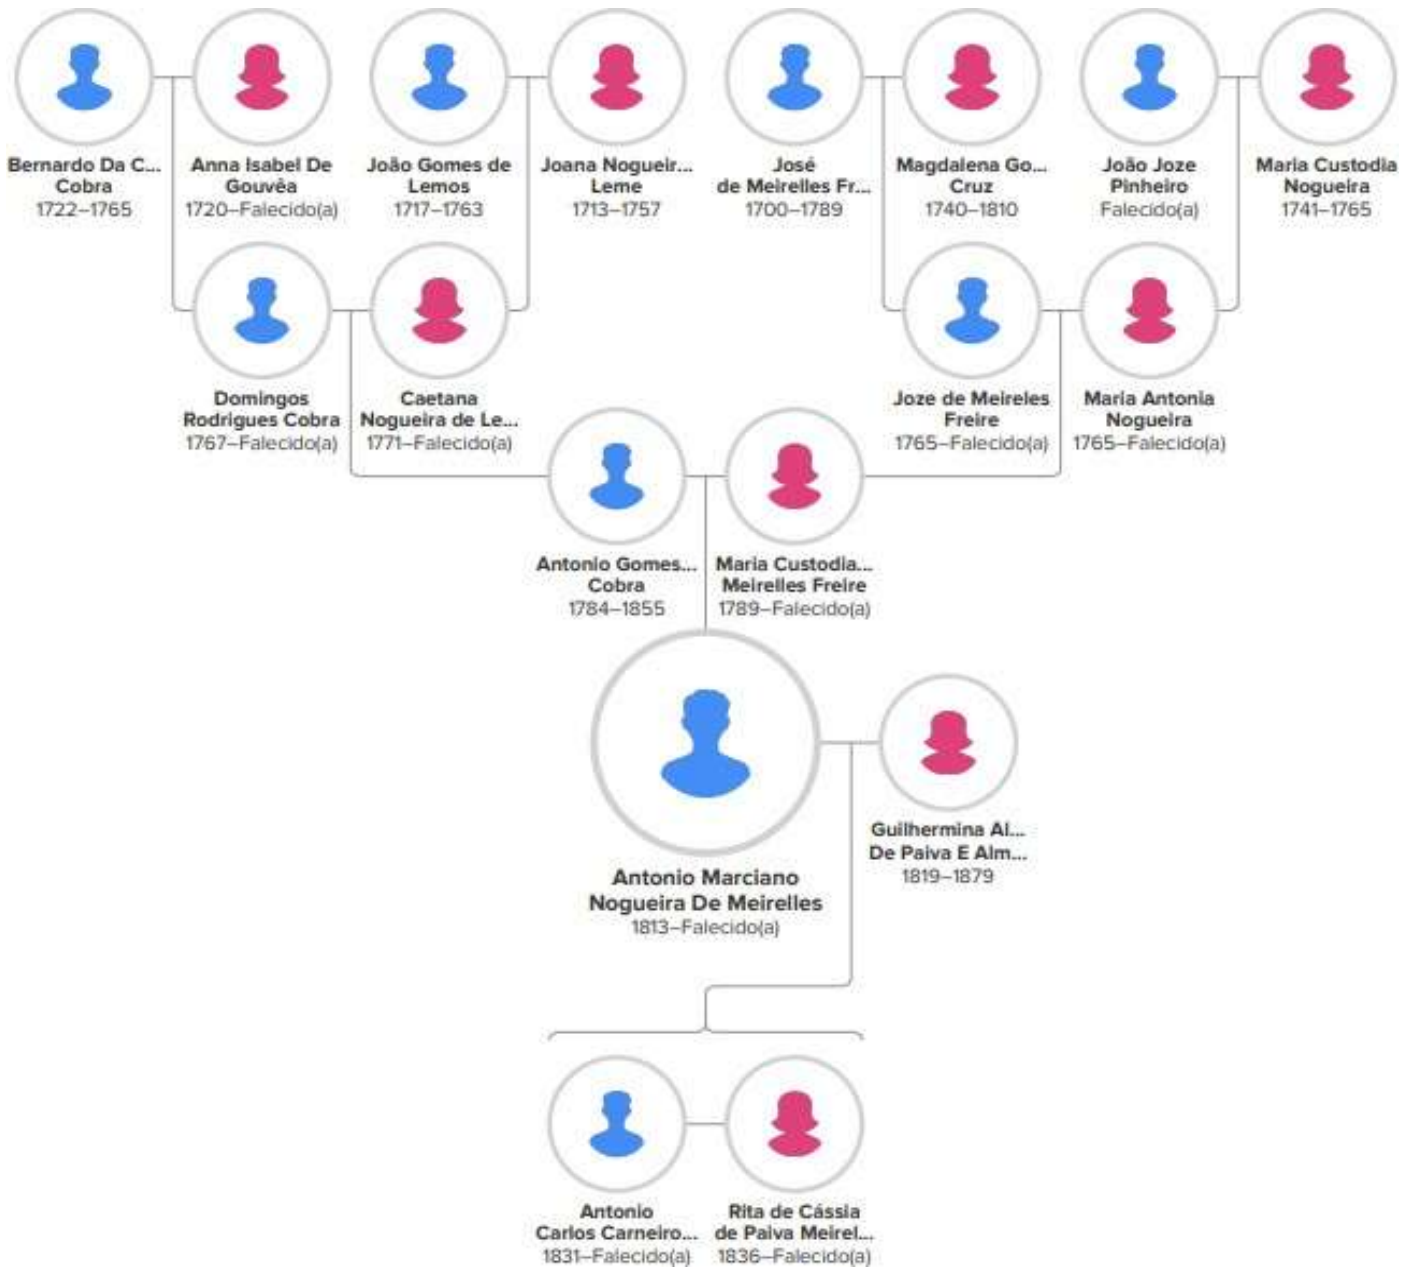 Bernardo Da C...
Cobra
1722–1765
Anna Isabel De
Gouvêa
1720–Falecido(a)
João Gomes de
Lemos
1717–1763
Joana Nogueir...
Leme
1713–1757
José
de Meirelles Fr...
1700–1789
Magdalena Go...
Cruz
1740–1810
João Joze
Pinheiro
Falecido(a)
Maria Custodia
Nogueira
1741–1765
Domingos
Rodrigues Cobra
1767–Falecido(a)
Caetana
Nogueira de Le...
1771–Falecido(a)
Joze de Meireles
Freire
1765–Falecido(a)
Maria Antonia
Nogueira
1765–Falecido(a)
Antonio Gomes...
Cobra
1784–1855
Maria Custodia...
Meirelles Freire
1789–Falecido(a)
Antonio Marciano
Nogueira De Meirelles
1813–Falecido(a)
Guilhermina Al...
De Paiva E Alm...
1819–1879
Antonio
Carlos Carneiro...
1831–Falecido(a)
Rita de Cássia
de Paiva Meirel...
1836–Falecido(a)